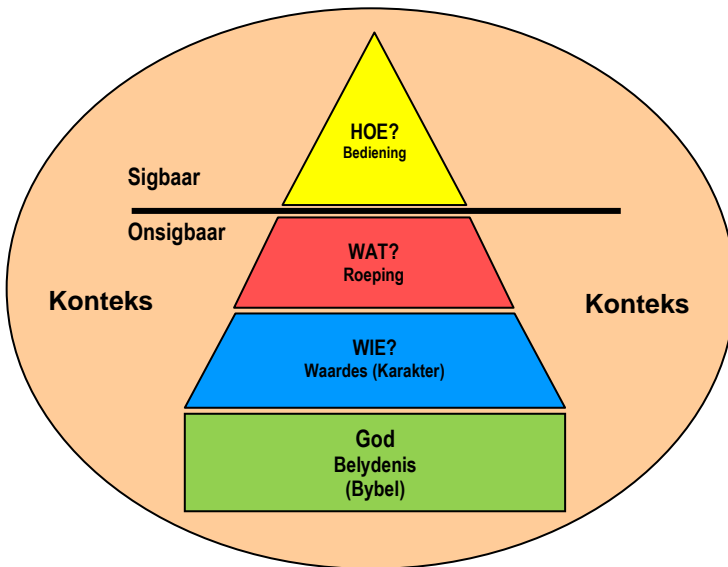 HOE?
Bediening
Sigbaar
Onsigbaar
WAT?
Roeping
Konteks
Konteks
WIE?
Waardes (Karakter)
God
Belydenis
(Bybel)